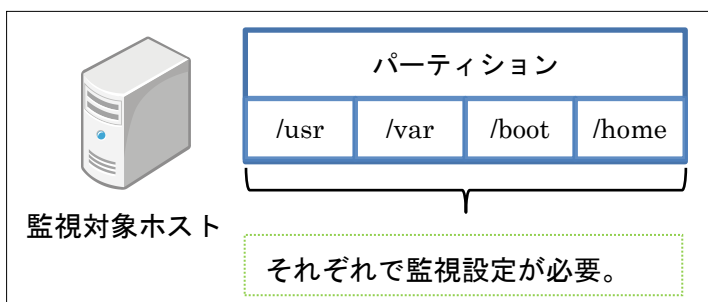 パーティション
/usr
/var
/boot
/home
監視対象ホスト
それぞれで監視設定が必要。